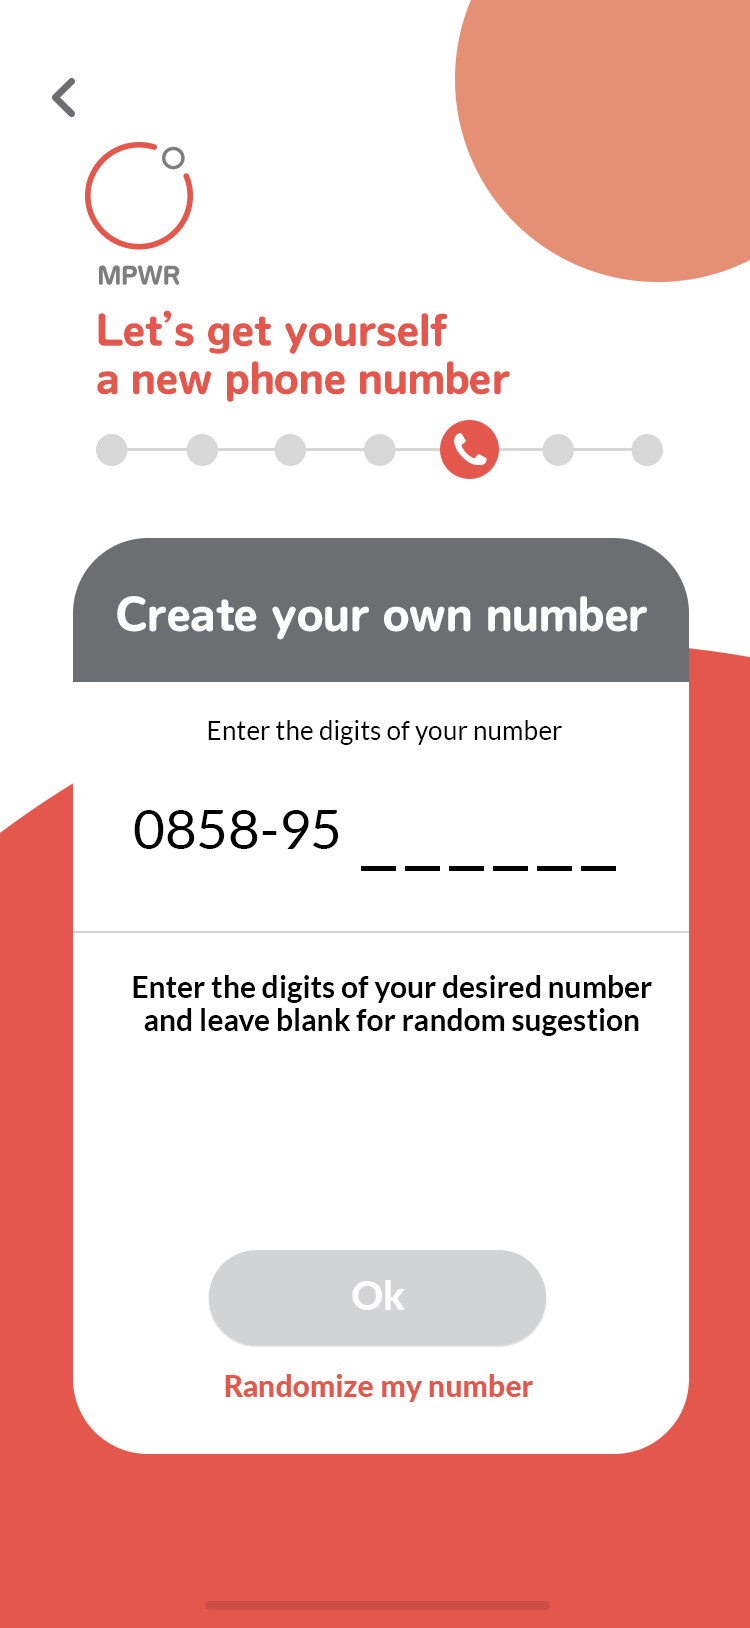 MPWR
Let's get yourself
a new phone number
Create your own number
Enter the digits of your number
0858-95 _ _ _ _ _ _
Enter the digits of your desired number
and leave blank for random sugestion
Ok
Randomize my number